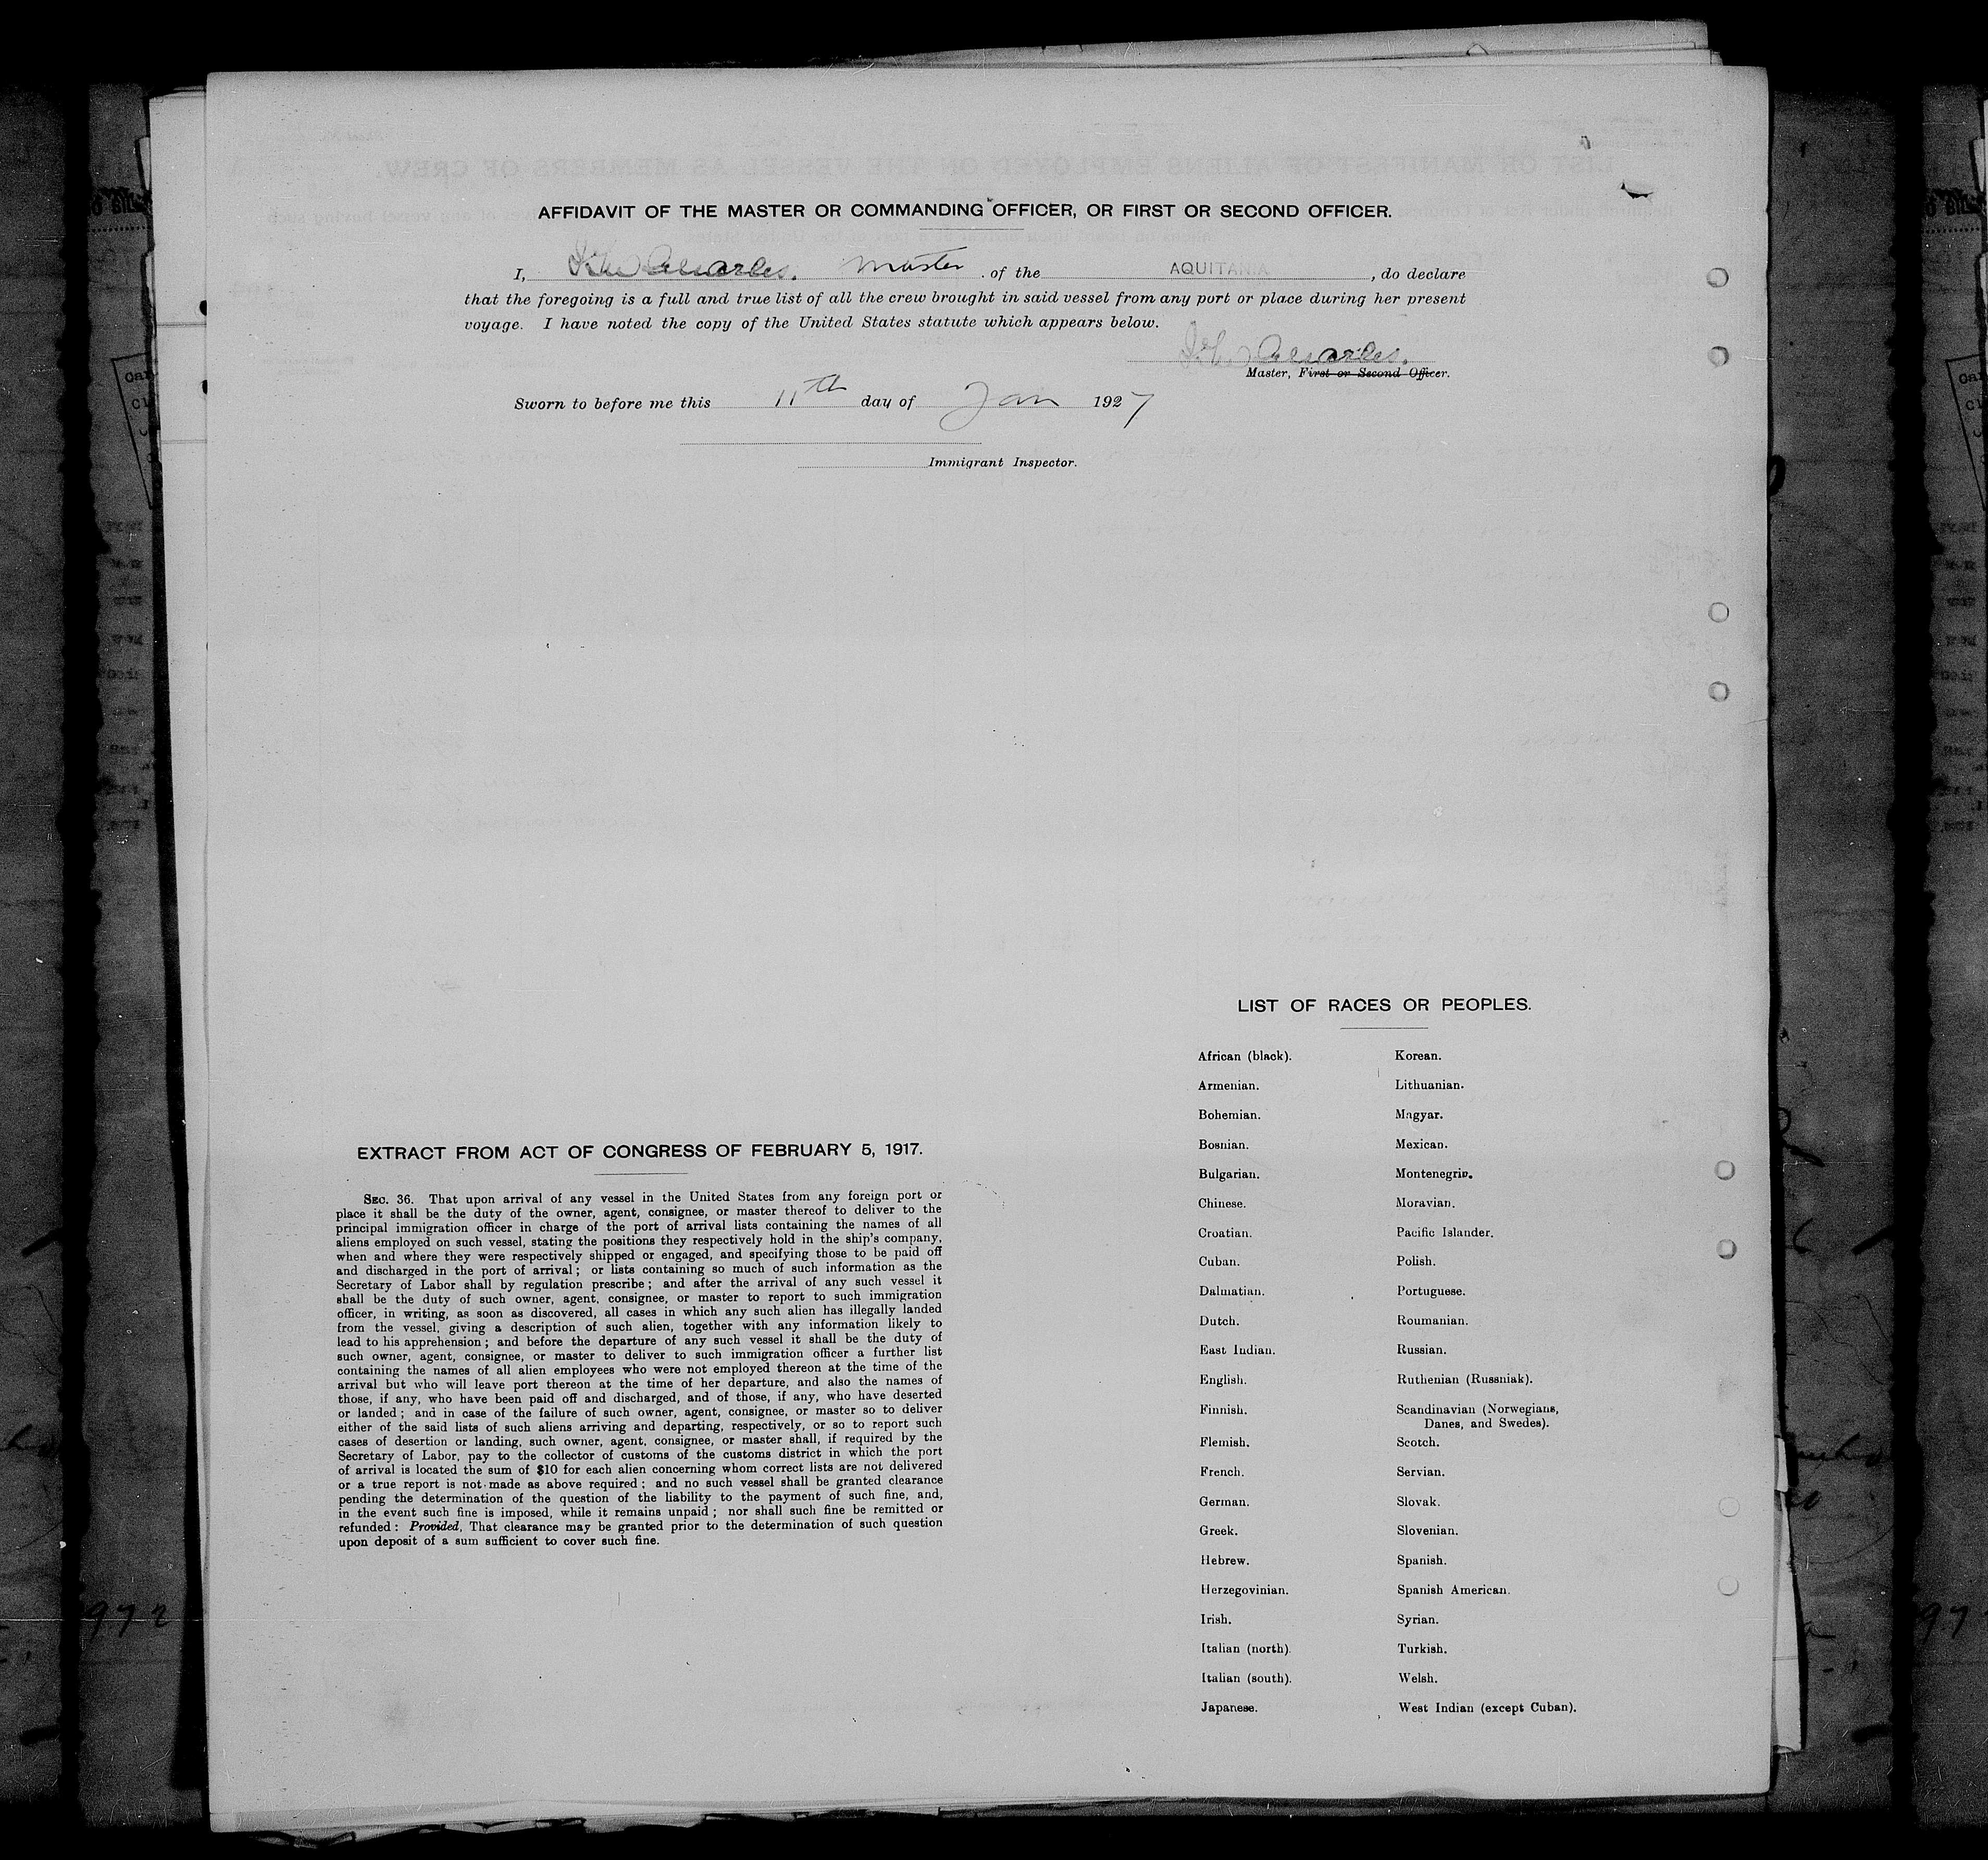 AFFIDAVIT OF THE MASTER OR COMMANDING OFFICER, OR FIRST OR SECOND OFFICER.
I, Charles. Master of the AQUITANIA, do declare
that the foregoing is a full and true list of all the crew brought in said vessel from any port or place during her present
voyage. I have noted the copy of the United States statute which appears below.
Charles.
Master, First or Second Officer.
Sworn to before me this 11th day of Jan 1927
Immigrant Inspector.
LIST OF RACES OR PEOPLES.
African (black). Korean.
Armenian. Lithuanian.
Bohemian. Magyar.
Bosnian. Mexican.
Bulgarian. Montenegrin.
Chinese. Moravian.
Croatian. Pacific Islander.
Cuban. Polish.
Dalmatian. Portuguese.
Dutch. Roumanian.
East Indian. Russian.
English. Ruthenian (Russniak).
Finnish. Scandinavian (Norwegians,
Danes, and Swedes).
Flemish. Scotch.
French. Servian.
German. Slovak.
Greek. Slovenian.
Hebrew. Spanish.
Herzegovinian. Spanish American.
Irish. Syrian.
Italian (north). Turkish.
Italian (south). Welsh.
Japanese. West Indian (except Cuban).
EXTRACT FROM ACT OF CONGRESS OF FEBRUARY 5, 1917.
SEC. 36. That upon arrival of any vessel in the United States from any foreign port or
place it shall be the duty of the owner, agent, consignee, or master thereof to deliver to the
principal immigration officer in charge of the port of arrival lists containing the names of all
aliens employed on such vessel, stating the positions they respectively hold in the ship's company,
when and where they were respectively shipped or engaged, and specifying those to be paid off
and discharged in the port of arrival; or lists containing so much of such information as the
Secretary of Labor shall by regulation prescribe; and after the arrival of any such vessel it
shall be the duty of such owner, agent, consignee, or master to report to such immigration
officer, in writing, as soon as discovered, all cases in which any such alien has illegally landed
from the vessel, giving a description of such alien, together with any information likely to
lead to his apprehension; and before the departure of any such vessel it shall be the duty of
such owner, agent, consignee, or master to deliver to such immigration officer a further list
containing the names of all alien employees who were not employed thereon at the time of the
arrival but who will leave port thereon at the time of her departure, and also the names of
those, if any, who have been paid off and discharged, and of those, if any, who have deserted
or landed; and in case of the failure of such owner, agent, consignee, or master so to deliver
either of the said lists of such aliens arriving and departing, respectively, or so to report such
cases of desertion or landing, such owner, agent, consignee, or master shall, if required by the
Secretary of Labor, pay to the collector of customs of the customs district in which the port
of arrival is located the sum of $10 for each alien concerning whom correct lists are not delivered
or a true report is not made as above required; and no such vessel shall be granted clearance
pending the determination of the question of the liability to the payment of such fine, and,
in the event such fine is imposed, while it remains unpaid; nor shall such fine be remitted or
refunded: Provided, That clearance may be granted prior to the determination of such question
upon deposit of a sum sufficient to cover such fine.